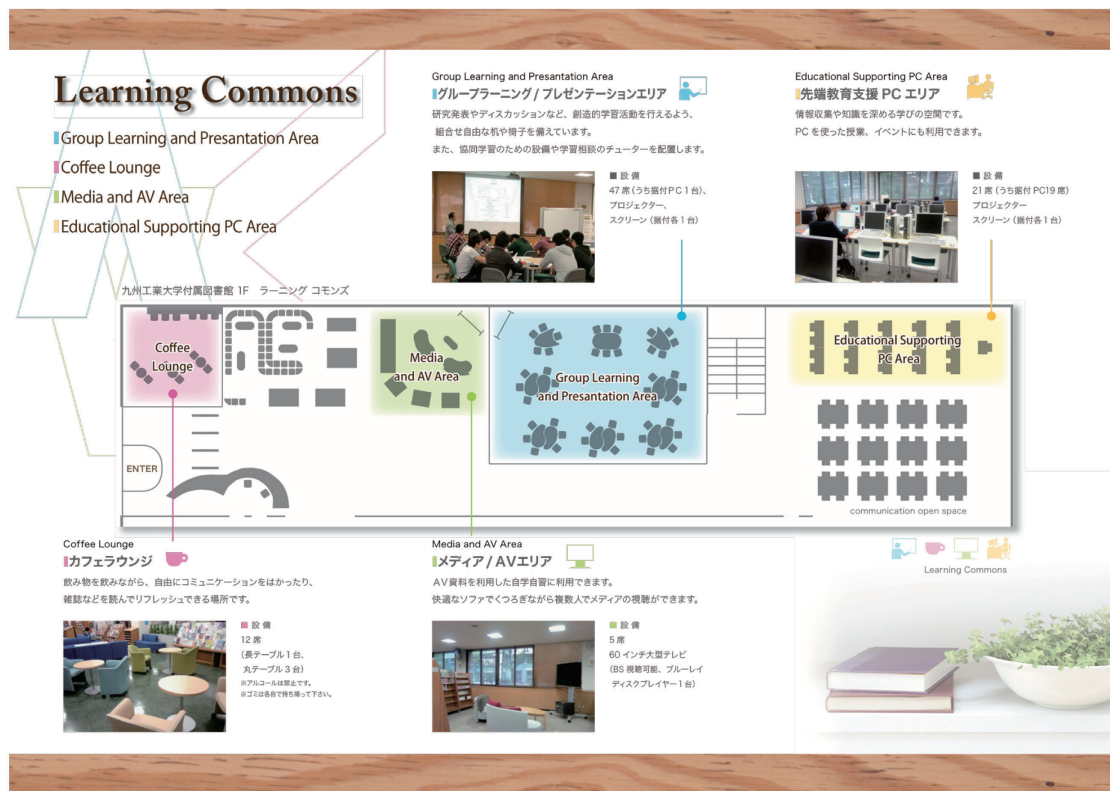 Learning Commons
Group Learning and Presantation Area
Coffee Lounge
Media and AV Area
Educational Supporting PC Area
Group Learning and Presantation Area
グループラーニング / プレゼンテーションエリア
研究発表やディスカッションなど、創造的学習活動を行えるよう、
組合せ自由な机や椅子を備えています。
また、協同学習のための設備や学習相談のチューターを配置します。
■ 設 備
47 席 (うち据付PC1台)、
プロジェクター、
スクリーン (据付各1台)
Educational Supporting PC Area
先端教育支援 PC エリア
情報収集や知識を深める学びの空間です。
PC を使った授業、イベントにも利用できます。
■ 設 備
21 席 (うち据付 PC19 席)
プロジェクター
スクリーン (据付各1台)
九州工業大学付属図書館 1F ラーニング コモンズ
Coffee
Lounge
Media
and AV Area
Group Learning
and Presantation Area
Educational Supporting
PC Area
ENTER
communication open space
Coffee Lounge
カフェラウンジ
飲み物を飲みながら、自由にコミュニケーションをはかったり、
雑誌などを読んでリフレッシュできる場所です。
■ 設 備
12 席
(長テーブル1台、
丸テーブル3台)
※アルコールは禁止です。
※ゴミは各自で持ち帰って下さい。
Media and AV Area
メディア / AVエリア
AV資料を利用した自学自習に利用できます。
快適なソファでくつろぎながら複数人でメディアの視聴ができます。
■ 設 備
5 席
60 インチ大型テレビ
(BS 視聴可能、ブルーレイ
ディスクプレイヤー1台)
Learning Commons